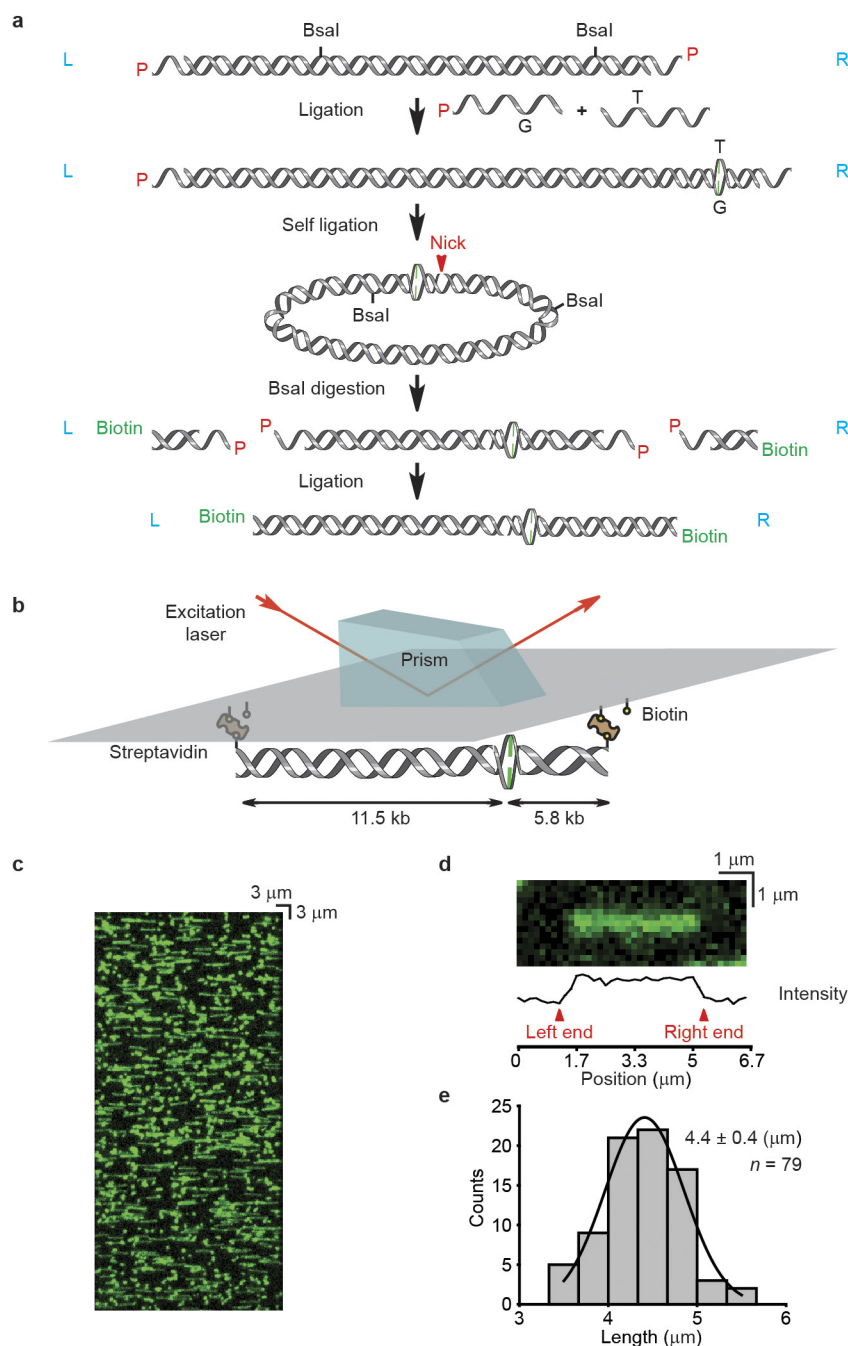 a
BsaI BsaI
L P P R
Ligation P G + T
L P T G R
Self ligation
Nick
BsaI BsaI
BsaI digestion
L Biotin P P P P Biotin R
Ligation
L Biotin Biotin R
b
Excitation
laser
Prism
Biotin
Streptavidin
11.5 kb 5.8 kb
c
3 μm
3 μm
d
1 μm
1 μm
Intensity
Left end Right end
0 1.7 3.3 5 6.7
Position (μm)
e
25
20
15
10
5
0
Counts
4.4 ± 0.4 (μm)
n = 79
3 4 5 6
Length (μm)